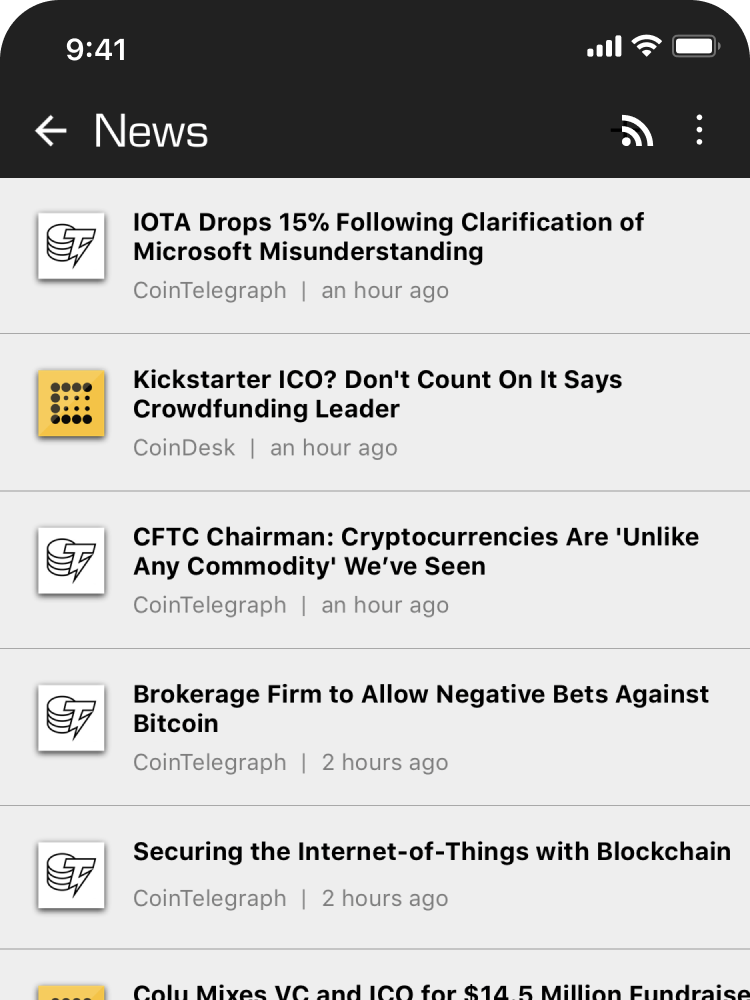 9:41
News
IOTA Drops 15% Following Clarification of
Microsoft Misunderstanding
CoinTelegraph | an hour ago
Kickstarter ICO? Don't Count On It Says
Crowdfunding Leader
CoinDesk | an hour ago
CFTC Chairman: Cryptocurrencies Are 'Unlike
Any Commodity' We’ve Seen
CoinTelegraph | an hour ago
Brokerage Firm to Allow Negative Bets Against
Bitcoin
CoinTelegraph | 2 hours ago
Securing the Internet-of-Things with Blockchain
CoinTelegraph | 2 hours ago
Colu Mixes VC and ICO for $14.5 Million Fundraise